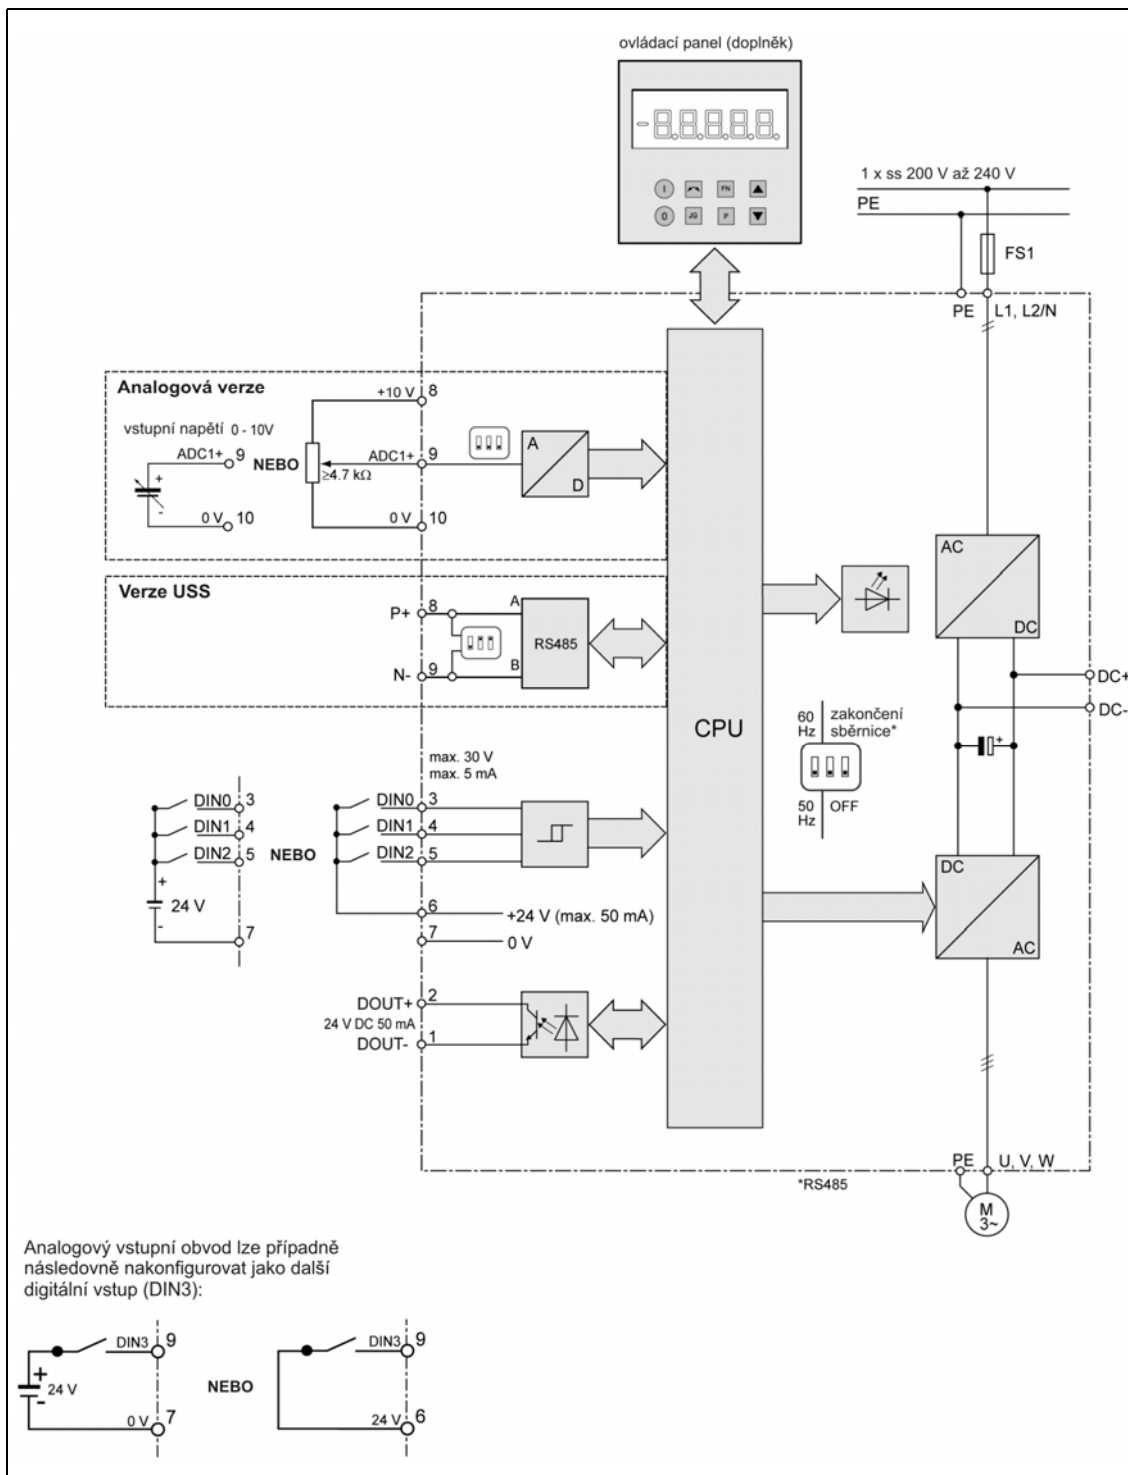 ovládací panel (doplněk)
I
FN
0
JG
P
1 x ss 200 V až 240 V
PE
FS1
PE
L1, L2/N
Analogová verze
+10 V
8
vstupní napětí 0 - 10V
ADC1+
9
NEBO
ADC1+
9
≥4.7 kΩ
A
D
+
-
0 V
10
0 V
10
AC
DC
Verze USS
P+
8
A
RS485
N-
9
B
DC+
DC-
+
CPU
60
Hz
zakončení
sběrnice*
50
Hz
OFF
max. 30 V
max. 5 mA
DIN0
3
DIN1
4
DIN2
5
+
24 V
-
7
NEBO
DIN0
3
DIN1
4
DIN2
5
6
+24 V (max. 50 mA)
7
0 V
DC
AC
DOUT+
2
24 V DC 50 mA
DOUT-
1
PE
U, V, W
*RS485
M
3~
Analogový vstupní obvod lze případně
následovně nakonfigurovat jako další
digitální vstup (DIN3):
DIN3
9
+
24 V
-
0 V
7
NEBO
DIN3
9
24 V
6